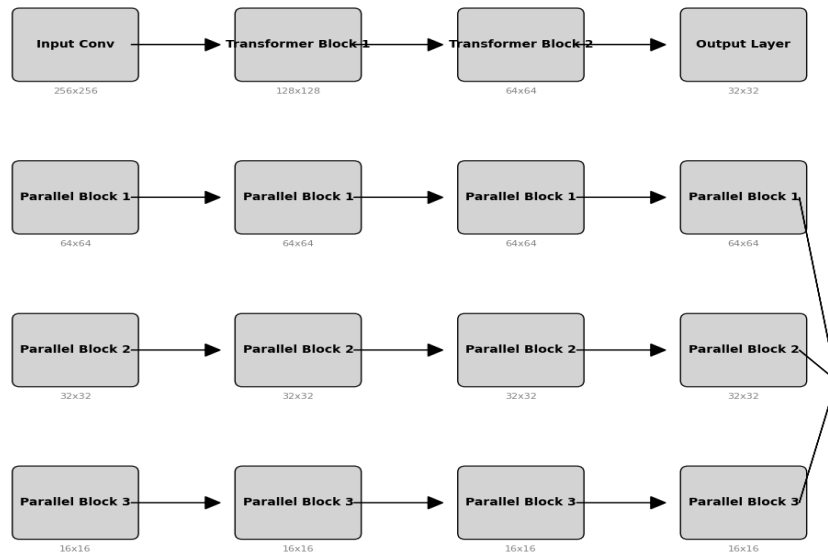 Input Conv
Transformer Block 1
Transformer Block 2
Output Layer
256x256
128x128
64x64
32x32
Parallel Block 1
Parallel Block 1
Parallel Block 1
Parallel Block 1
64x64
64x64
64x64
64x64
Parallel Block 2
Parallel Block 2
Parallel Block 2
Parallel Block 2
32x32
32x32
32x32
32x32
Parallel Block 3
Parallel Block 3
Parallel Block 3
Parallel Block 3
16x16
16x16
16x16
16x16